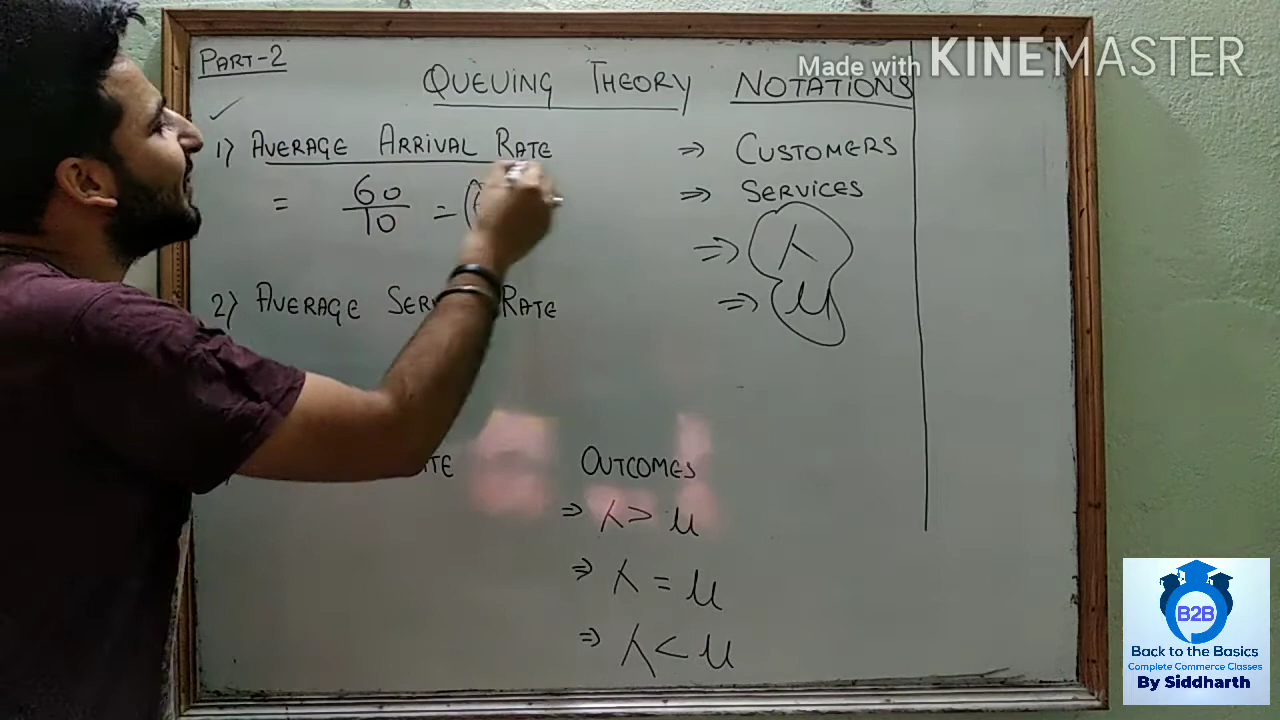 PART-2
QUEUING THEORY NOTATIONS
Made with KINEMASTER
1) AVERAGE ARRIVAL RATE
= 60/10 = (
⇒ CUSTOMERS
⇒ SERVICES
⇒ λ
⇒ μ
2) AVERAGE RATE
OUTCOMES
⇒ λ > μ
⇒ λ = μ
⇒ λ < μ
B2B
Back to the Basics
Complete Commerce Classes
By Siddharth